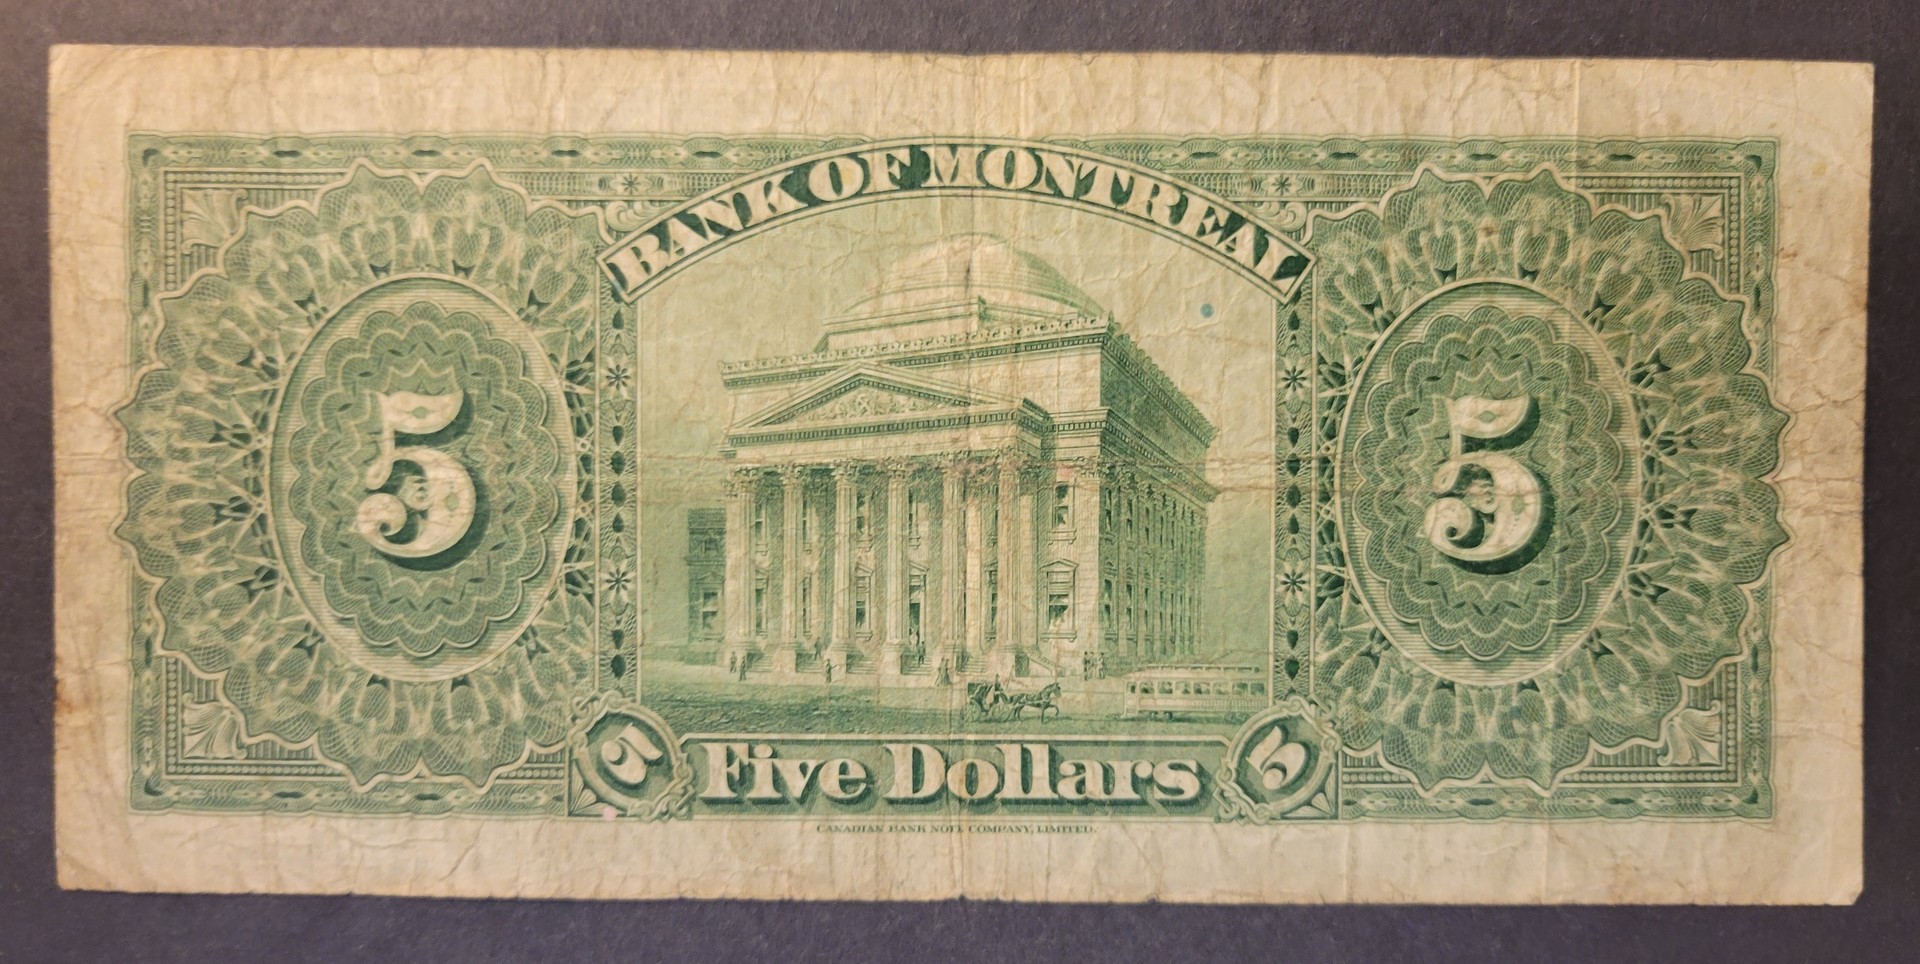 BANK OF MONTREAL
5 5
5 Five Dollars 5
CANADIAN BANK NOTE COMPANY, LIMITED.